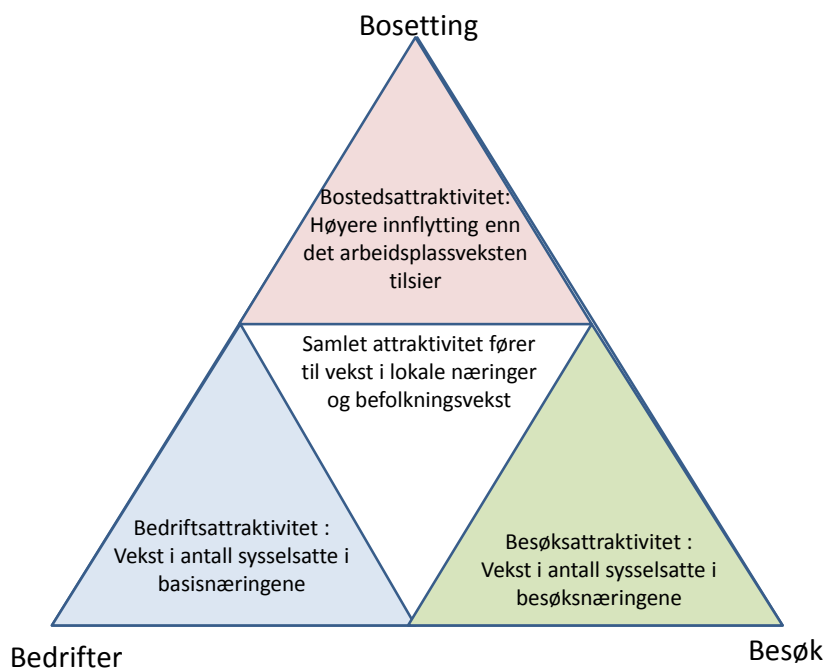 Bosetting
Bostedsattraktivitet:
Høyere innflytting enn
det arbeidsplassveksten
tilsier
Samlet attraktivitet fører
til vekst i lokale næringer
og befolkningsvekst
Bedriftsattraktivitet :
Vekst i antall sysselsatte i
basisnæringene
Besøksattraktivitet :
Vekst i antall sysselsatte i
besøksnæringene
Bedrifter
Besøk